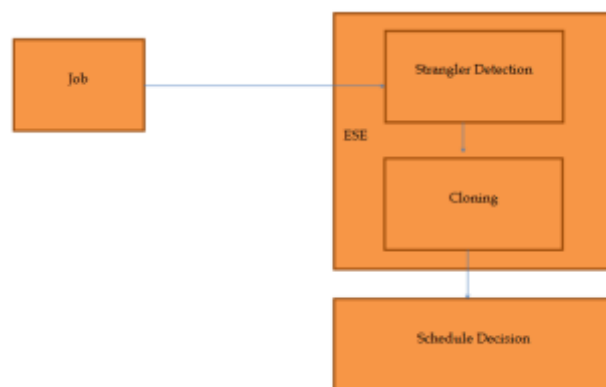 Job
Strangler Detection
ESE
Cloning
Schedule Decision